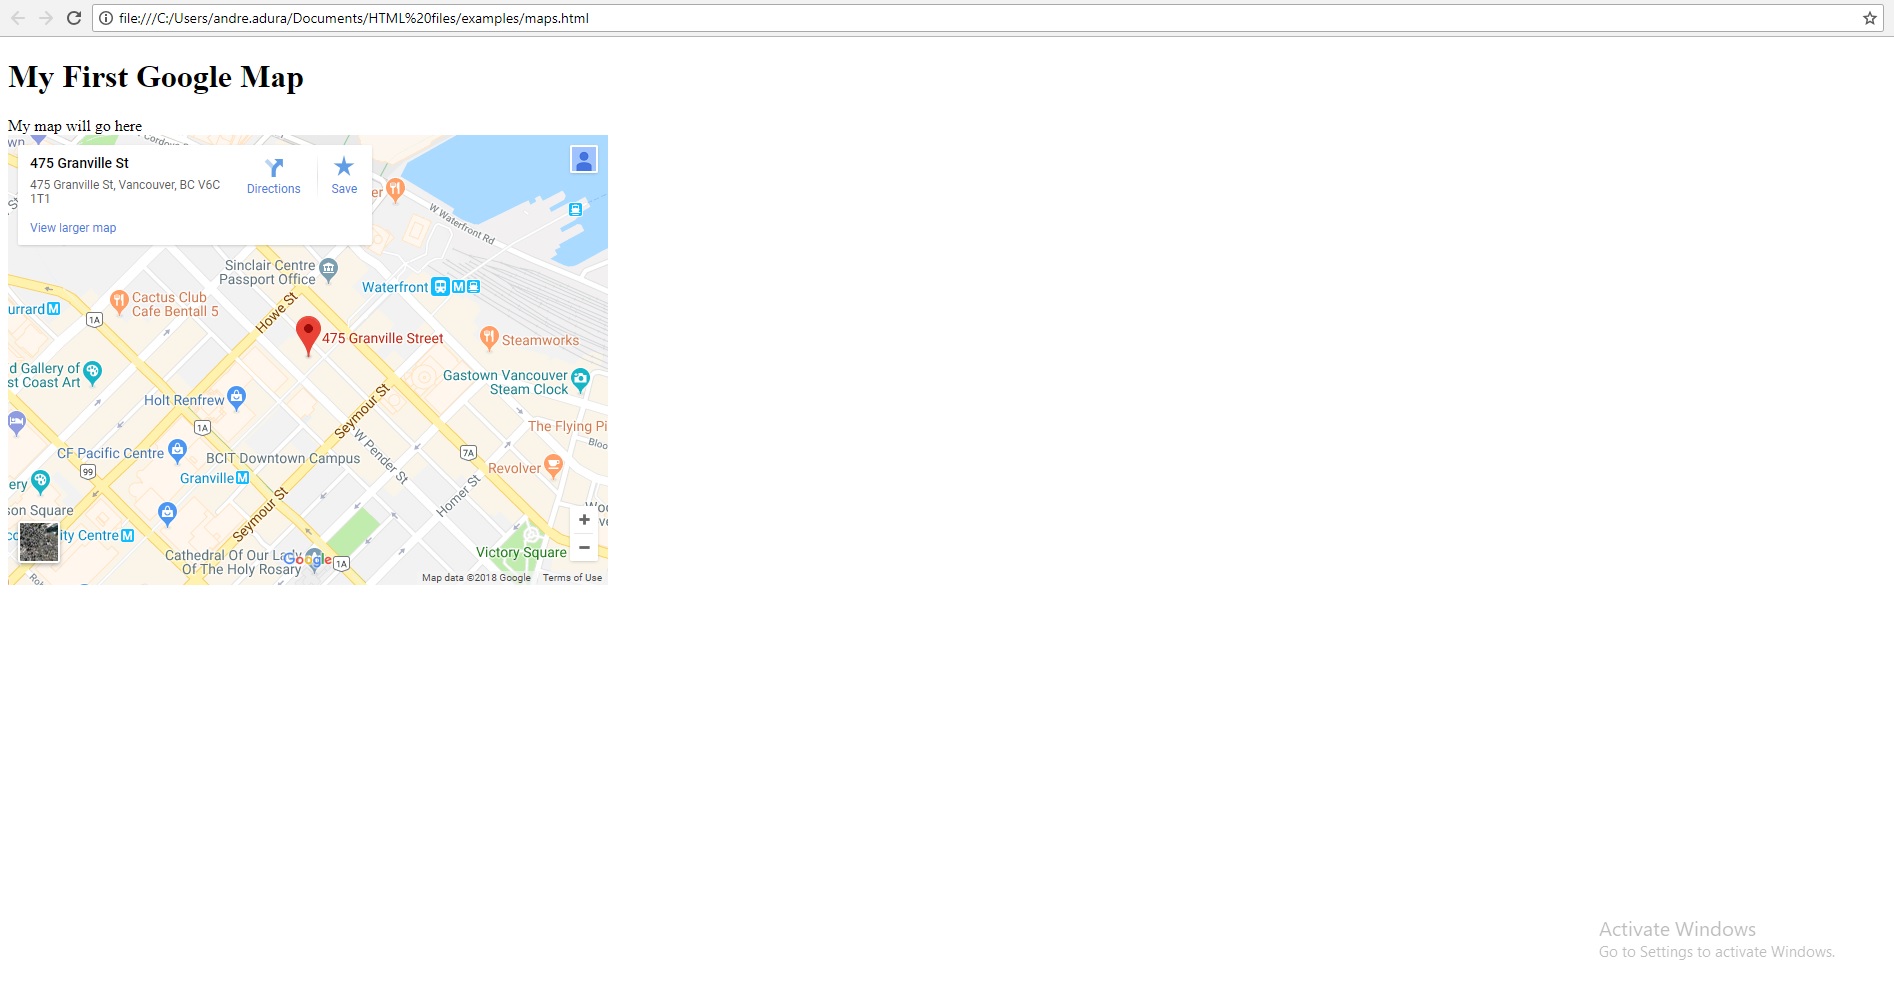 file:///C:/Users/andre.adura/Documents/HTML%20files/examples/maps.html
My First Google Map
My map will go here
475 Granville St
475 Granville St, Vancouver, BC V6C
1T1
View larger map
Directions
Save
W Waterfront Rd
Sinclair Centre
Passport Office
Waterfront M
Cactus Club
Cafe Bentall 5
urrard M
1A
Howe St
475 Granville Street
Steamworks
d Gallery of
st Coast Art
Gastown Vancouver
Steam Clock
Holt Renfrew
Seymour St
1A
The Flying Pi
Bloo
W Pender St
CF Pacific Centre
BCIT Downtown Campus
7A
99
Granville M
Revolver
ery
Homer St
Seymour St
son Square
ity Centre M
Cathedral Of Our Lady
Of The Holy Rosary
Google
1A
Victory Square
+
−
Map data ©2018 Google
Terms of Use
Activate Windows
Go to Settings to activate Windows.